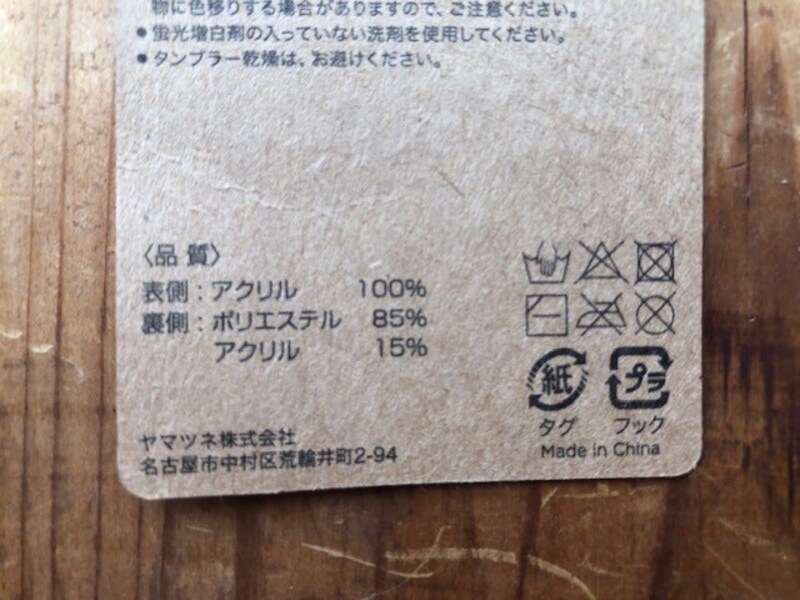 物に色移りする場合がありますので、ご注意ください。
●蛍光増白剤の入っていない洗剤を使用してください。
●タンブラー乾燥は、お避けください。
〈品 質〉
表側:アクリル 100%
裏側:ポリエステル 85%
アクリル 15%
紙
プラ
タグ
フック
ヤマツネ株式会社
名古屋市中村区荒輪井町2-94
Made in China